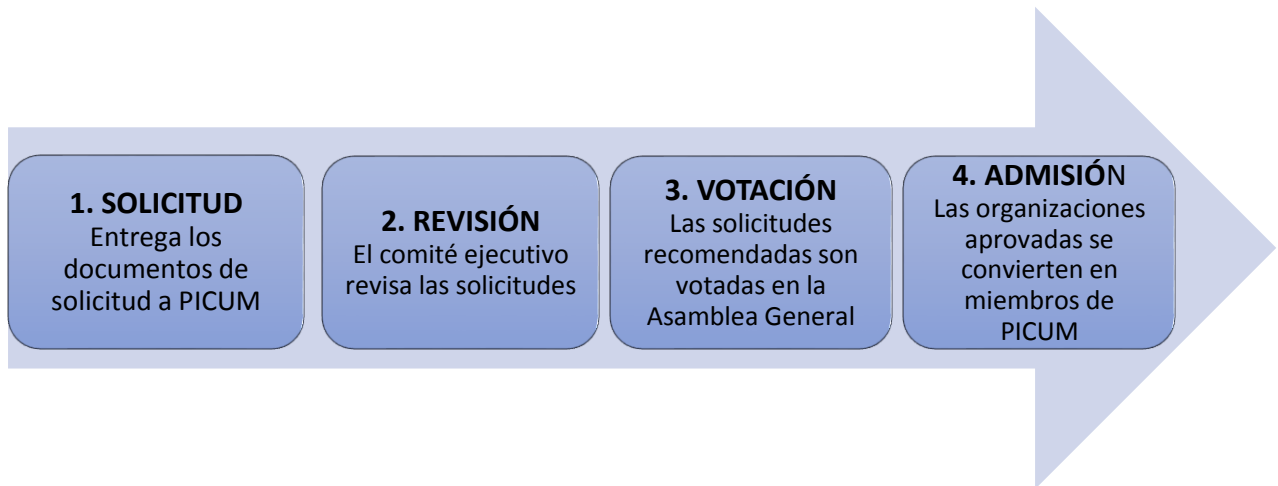 1. SOLICITUD
Entrega los
documentos de
solicitud a PICUM
2. REVISIÓN
El comité ejecutivo
revisa las solicitudes
3. VOTACIÓN
Las solicitudes
recomendadas son
votadas en la
Asamblea General
4. ADMISIÓN
Las organizaciones
aprovadas se
convierten en
miembros de
PICUM